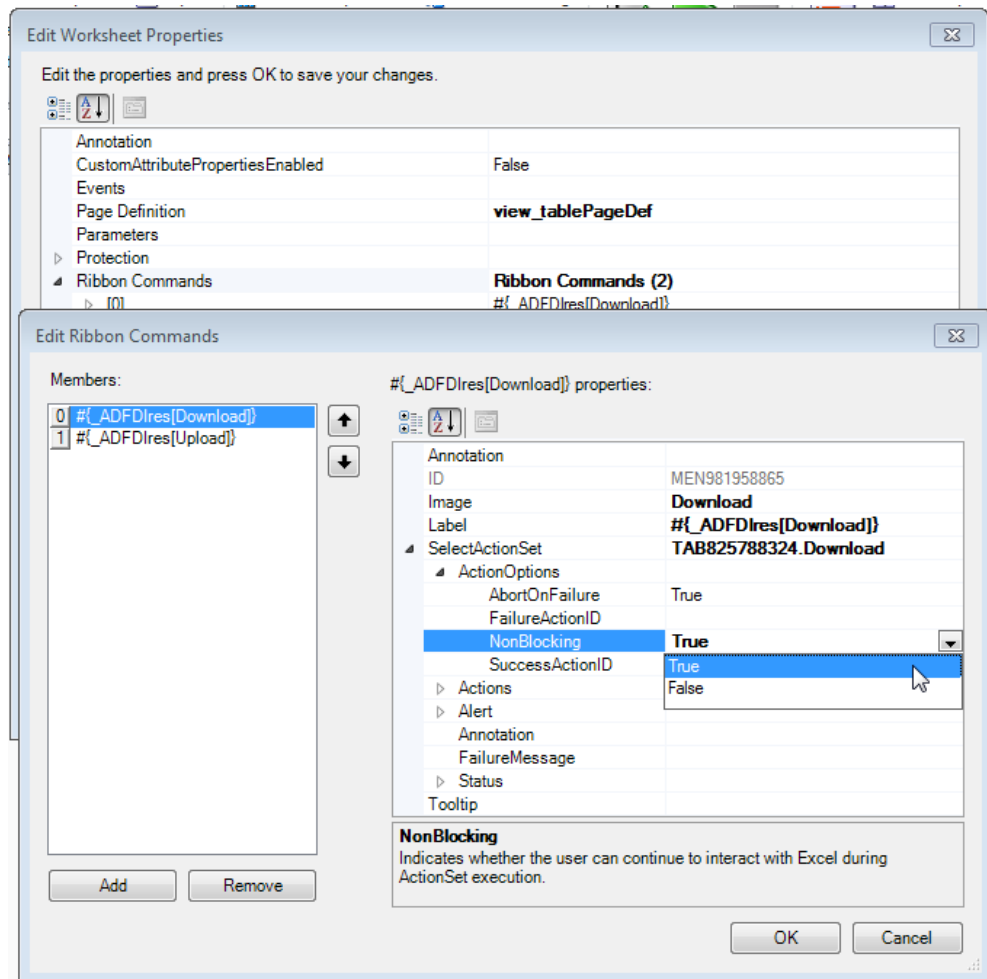 Edit Worksheet Properties
Edit the properties and press OK to save your changes.
Annotation
CustomAttributePropertiesEnabled False
Events
Page Definition view_tablePageDef
Parameters
Protection
Ribbon Commands Ribbon Commands (2)
[0] #{_ADFDIres[Download]}
Edit Ribbon Commands
Members:
0 #{_ADFDIres[Download]}
1 #{_ADFDIres[Upload]}
#{_ADFDIres[Download]} properties:
Annotation
ID MEN981958865
Image Download
Label #{_ADFDIres[Download]}
SelectActionSet TAB825788324.Download
ActionOptions
AbortOnFailure True
FailureActionID
NonBlocking True
SuccessActionID True
Actions False
Alert
Annotation
FailureMessage
Status
Tooltip
NonBlocking
Indicates whether the user can continue to interact with Excel during
ActionSet execution.
Add Remove
OK Cancel